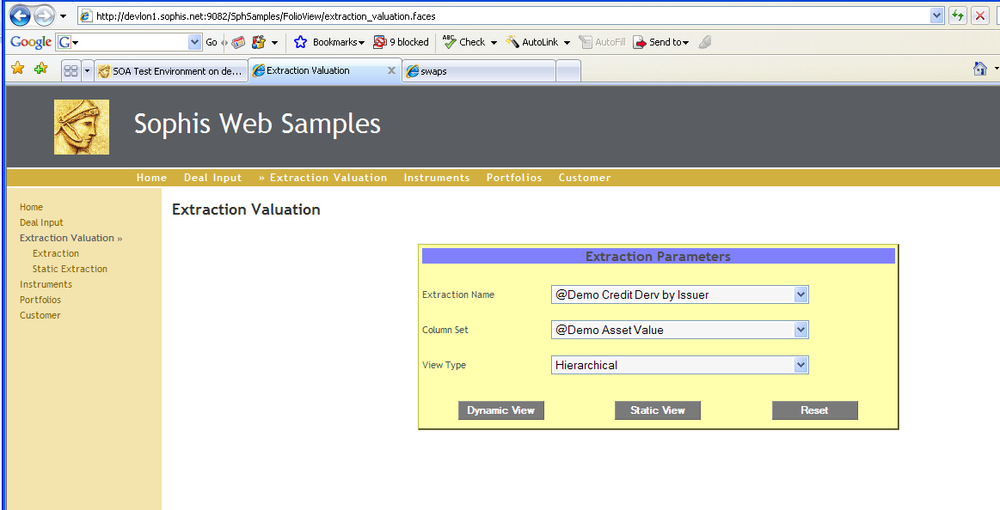 http://devlon1.sophis.net:9082/SphSamples/FolioView/extraction_valuation.faces
Google G Go Bookmarks 9 blocked ABC Check AutoLink AutoFill Send to
SOA Test Environment on de... Extraction Valuation swaps
Sophis Web Samples
Home Deal Input » Extraction Valuation Instruments Portfolios Customer
Home
Deal Input
Extraction Valuation »
Extraction
Static Extraction
Instruments
Portfolios
Customer
Extraction Valuation
Extraction Parameters
Extraction Name @Demo Credit Derv by Issuer
Column Set @Demo Asset Value
View Type Hierarchical
Dynamic View Static View Reset